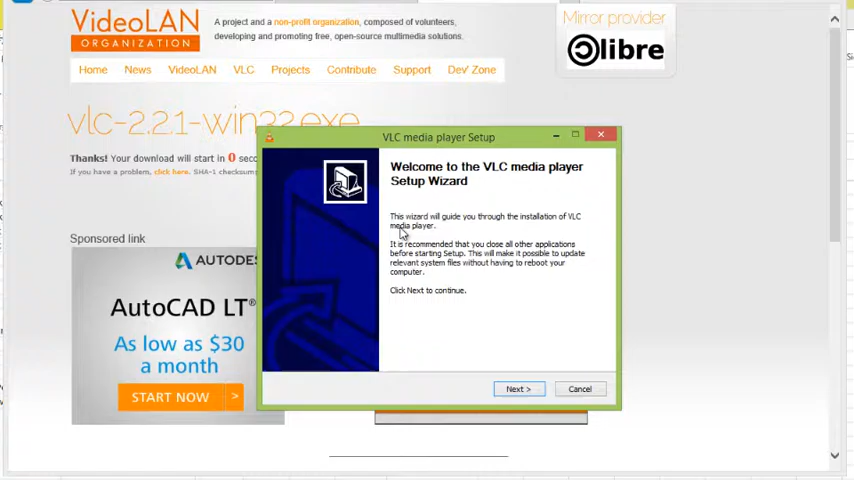 VideoLAN
ORGANIZATION
A project and a non-profit organization, composed of volunteers,
developing and promoting free, open-source multimedia solutions.
Mirror provider
libre
Home News VideoLAN VLC Projects Contribute Support Dev' Zone
vlc-2.21-win32.exe
Thanks! Your download will start in 0 seco
If you have a problem, click here. SHA-1 checksum
Sponsored link
AUTODES
AutoCAD LT®
As low as $30
a month
START NOW >
VLC media player Setup
Welcome to the VLC media player
Setup Wizard
This wizard will guide you through the installation of VLC
media player.
It is recommended that you close all other applications
before starting Setup. This will make it possible to update
relevant system files without having to reboot your
computer.
Click Next to continue.
Next > Cancel